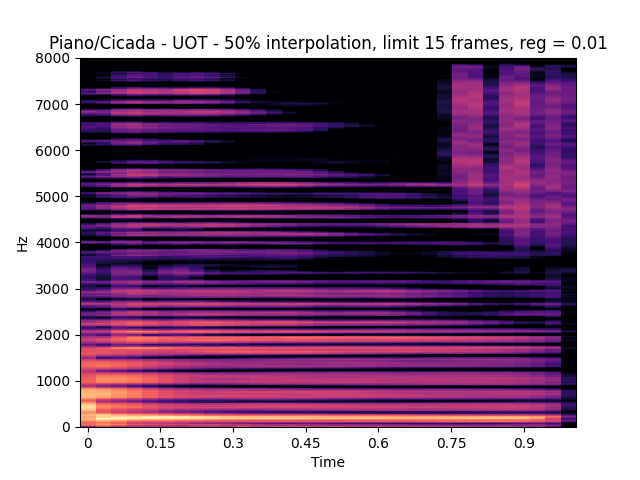 Piano/Cicada - UOT - 50% interpolation, limit 15 frames, reg = 0.01
8000
7000
6000
5000
4000
3000
2000
1000
0
Hz
0 0.15 0.3 0.45 0.6 0.75 0.9
Time